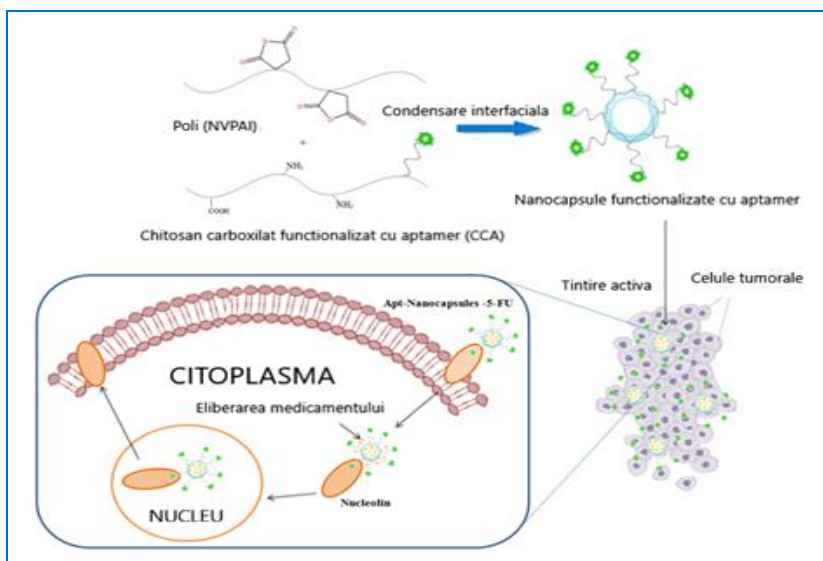 Poli (NVPAI).
Condensare interfaciala
+
NH2
COOH
NH2
Chitosan carboxilat functionalizat cu aptamer (CCA)
Nanocapsule functionalizate cu aptamer
Tintire activa
Celule tumorale
Apt-Nanocapsules -5-FU
CITOPLASMA
Eliberarea medicamentului
Nucleolin
NUCLEU